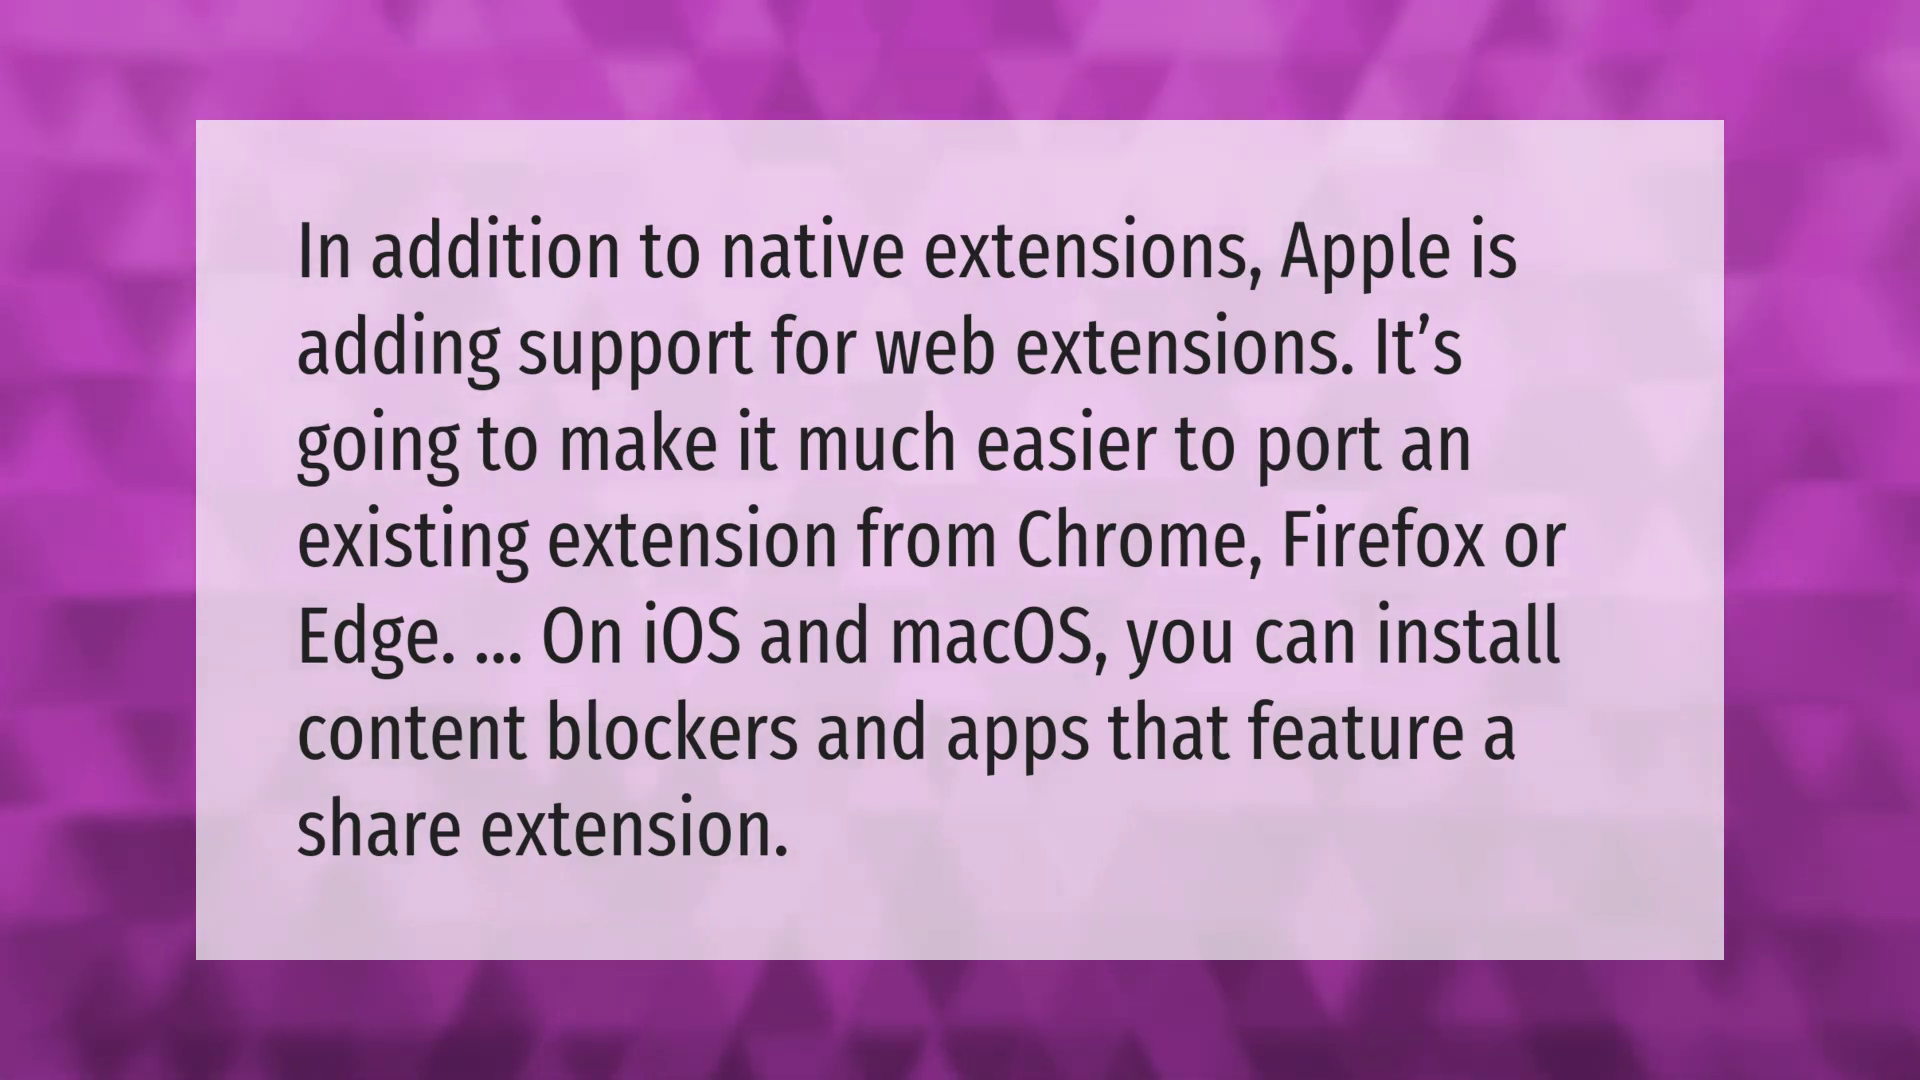 In addition to native extensions, Apple is
adding support for web extensions. It’s
going to make it much easier to port an
existing extension from Chrome, Firefox or
Edge. ... On iOS and macOS, you can install
content blockers and apps that feature a
share extension.